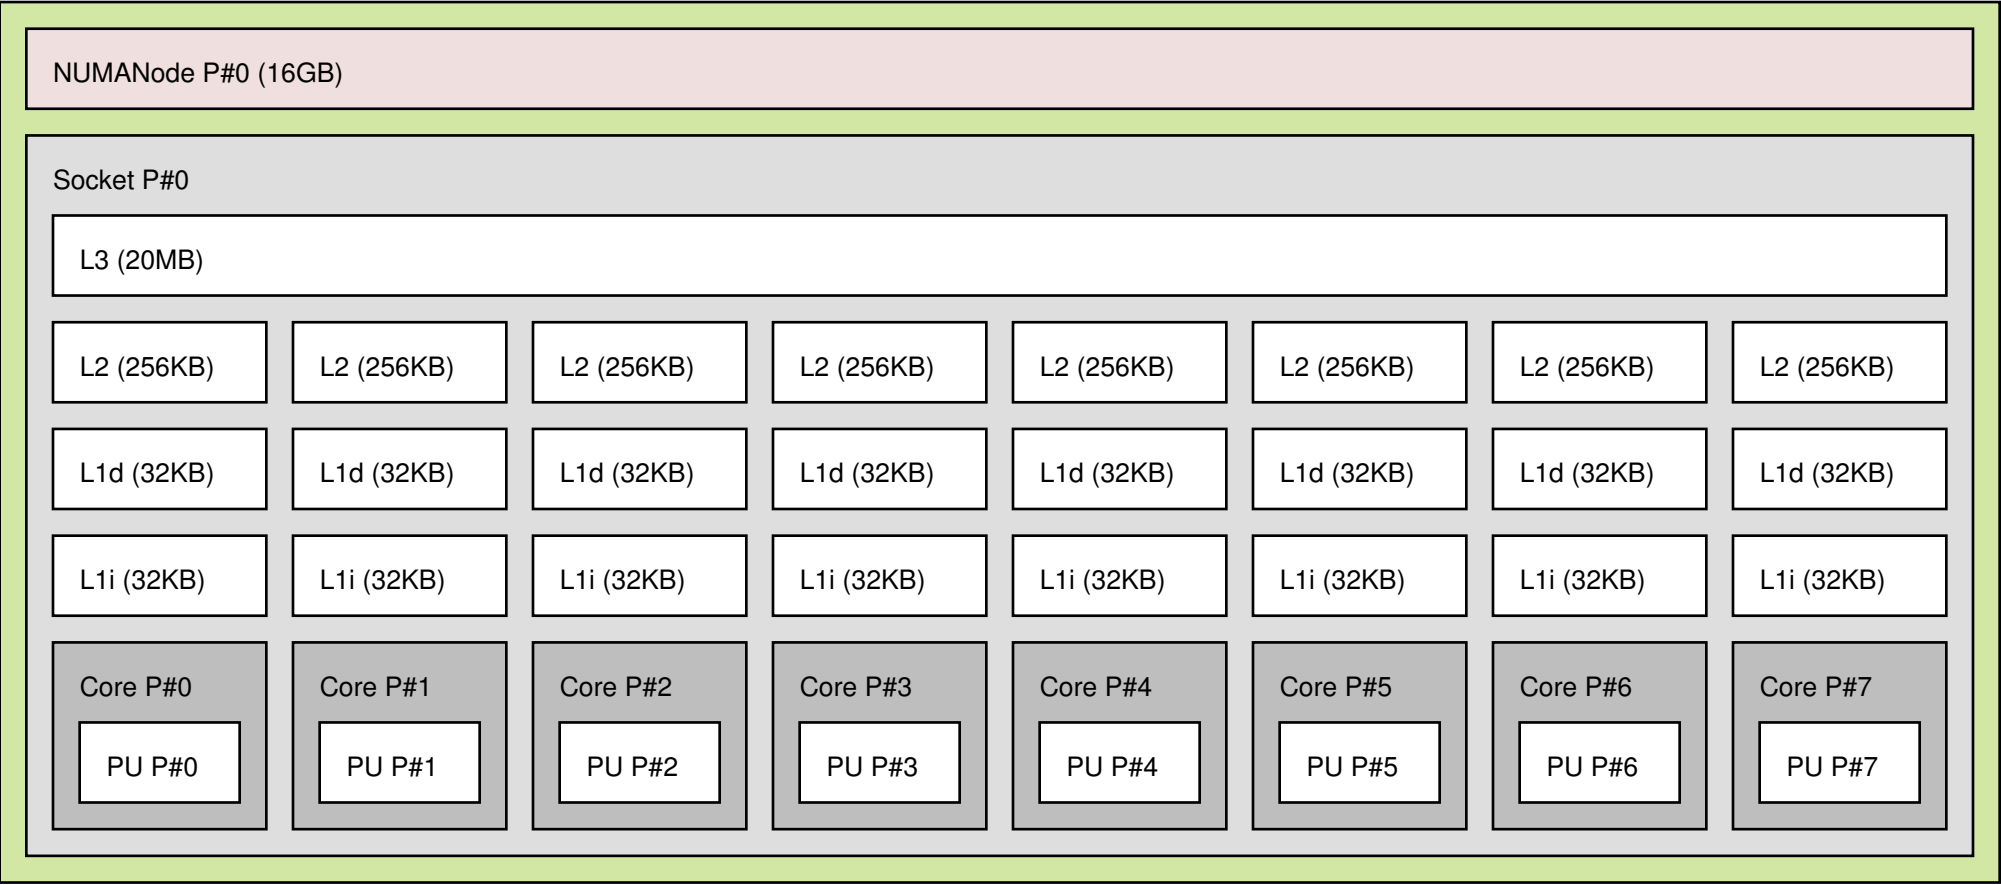 NUMANode P#0 (16GB)
Socket P#0
L3 (20MB)
L2 (256KB) L2 (256KB) L2 (256KB) L2 (256KB) L2 (256KB) L2 (256KB) L2 (256KB) L2 (256KB)
L1d (32KB) L1d (32KB) L1d (32KB) L1d (32KB) L1d (32KB) L1d (32KB) L1d (32KB) L1d (32KB)
L1i (32KB) L1i (32KB) L1i (32KB) L1i (32KB) L1i (32KB) L1i (32KB) L1i (32KB) L1i (32KB)
Core P#0 Core P#1 Core P#2 Core P#3 Core P#4 Core P#5 Core P#6 Core P#7
PU P#0 PU P#1 PU P#2 PU P#3 PU P#4 PU P#5 PU P#6 PU P#7